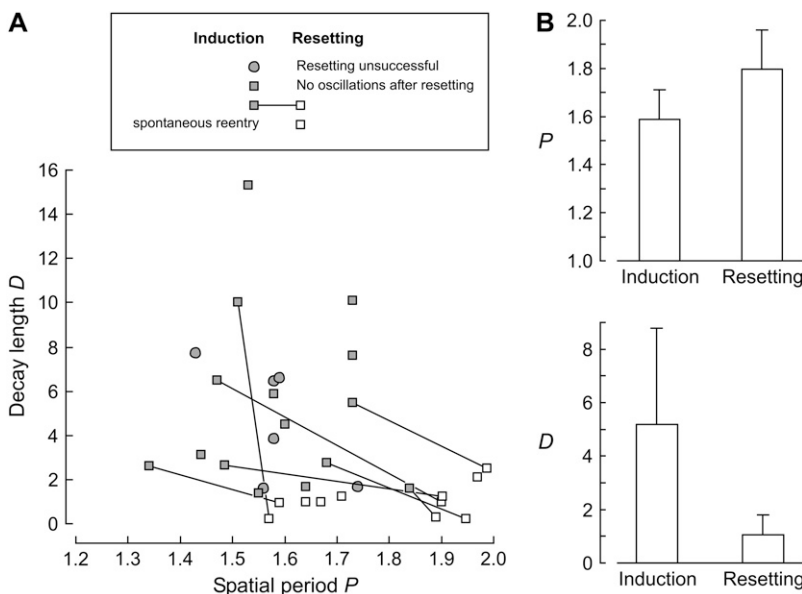 A
Induction Resetting
Resetting unsuccessful
No oscillations after resetting
spontaneous reentry
Decay length D
16
14
12
10
8
6
4
2
0
1.2 1.3 1.4 1.5 1.6 1.7 1.8 1.9 2.0
Spatial period P
B
P
2.0
1.8
1.6
1.4
1.2
1.0
Induction Resetting
D
8
6
4
2
0
Induction Resetting